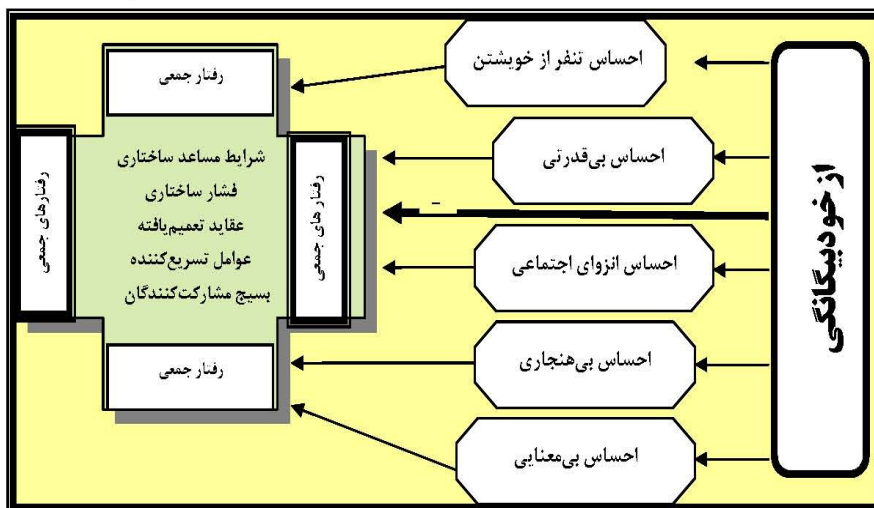 از خودبیگانگی
احساس تنفر از خویشتن
احساس بی‌قدرتی
احساس انزوای اجتماعی
احساس بی‌هنجاری
احساس بی‌معنایی
–
رفتار جمعی
رفتار های جمعی
شرایط مساعد ساختاری
فشار ساختاری
عقاید تعمیم‌یافته
عوامل تسریع‌کننده
بسیج مشارکت‌کنندگان
رفتارهای جمعی
رفتار جمعی